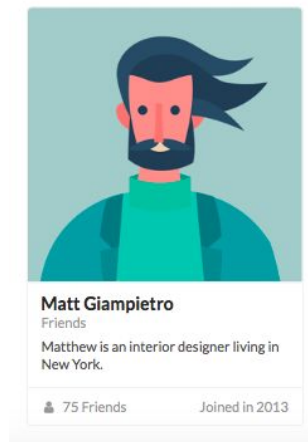 Matt Giampietro
Friends
Matthew is an interior designer living in
New York.
75 Friends
Joined in 2013